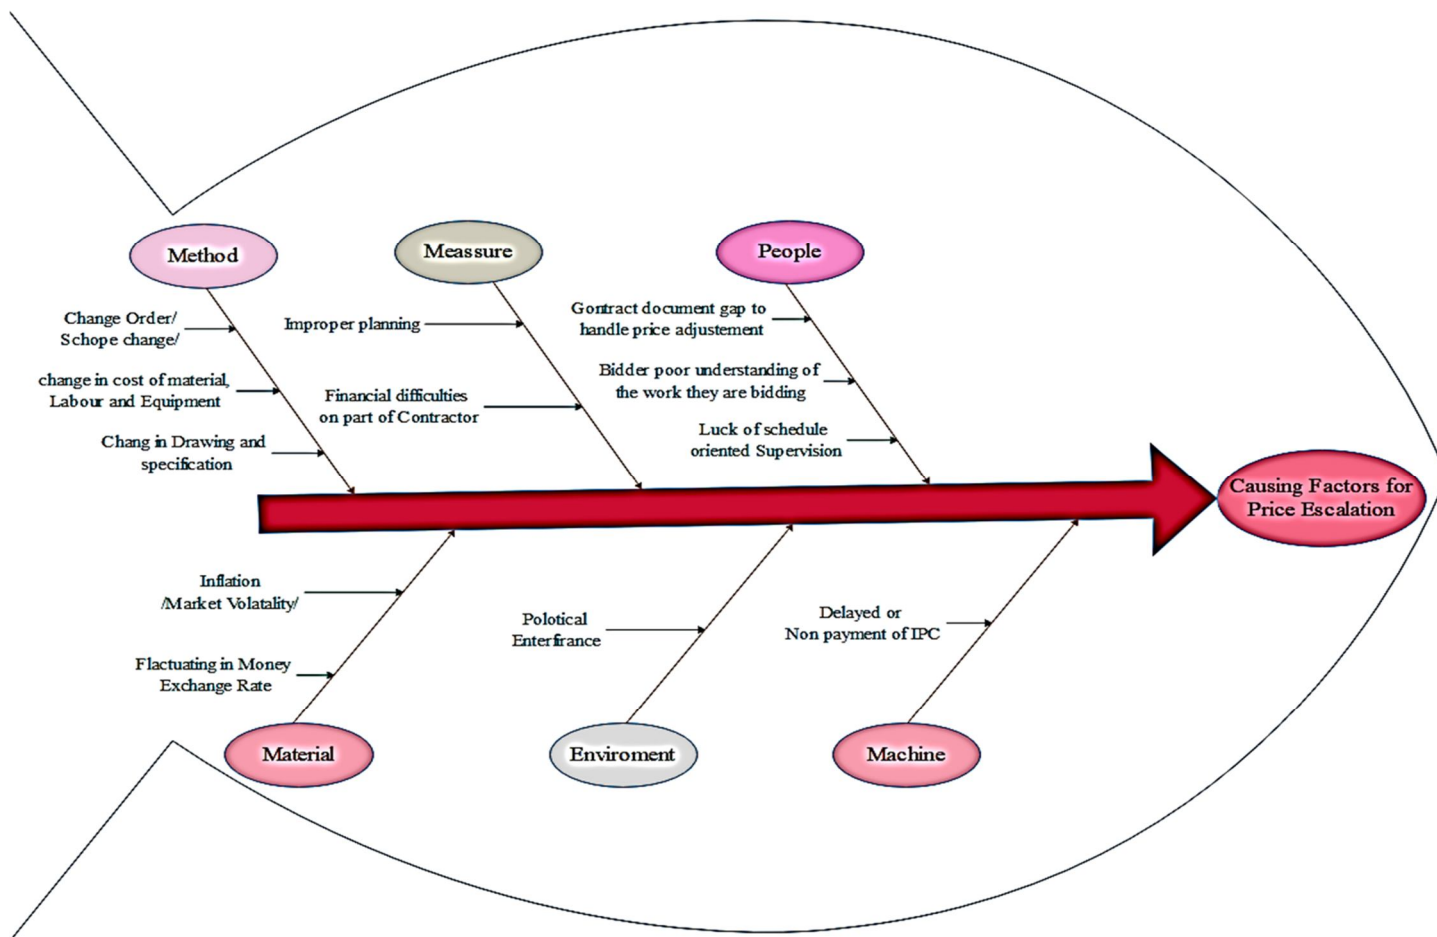 Method
Meassure
People
Change Order/
Schope change/
change in cost of material,
Labour and Equipment
Chang in Drawing and
specification
Improper planning
Financial difficulties
on part of Contractor
Gontract document gap to
handle price adjustement
Bidder poor understanding of
the work they are bidding
Luck of schedule
oriented Supervision
Causing Factors for
Price Escalation
Inflation
/Market Volatality/
Flactuating in Money
Exchange Rate
Polotical
Enterfirance
Delayed or
Non payment of IPC
Material
Enviroment
Machine